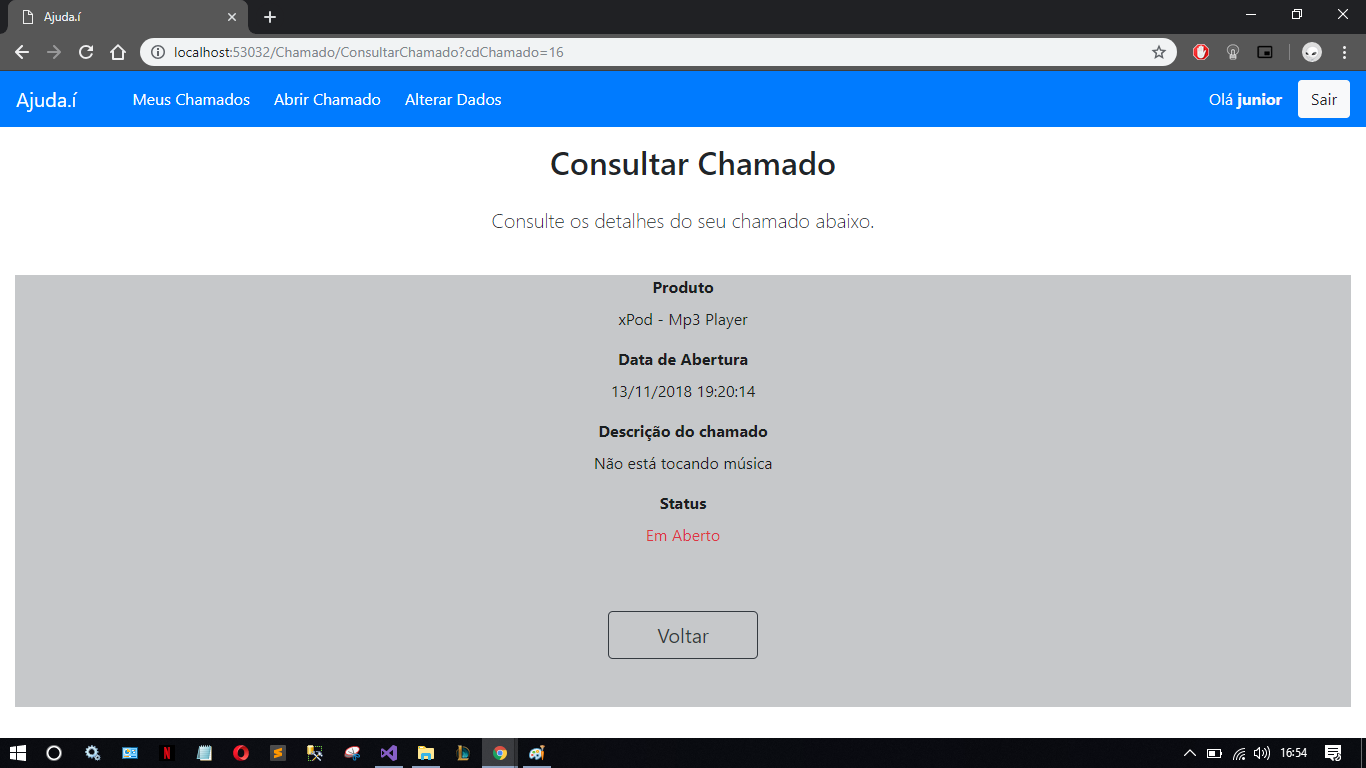 Ajuda.í
localhost:53032/Chamado/ConsultarChamado?cdChamado=16
Ajuda.í Meus Chamados Abrir Chamado Alterar Dados Olá junior Sair
Consultar Chamado
Consulte os detalhes do seu chamado abaixo.
Produto
xPod - Mp3 Player
Data de Abertura
13/11/2018 19:20:14
Descrição do chamado
Não está tocando música
Status
Em Aberto
Voltar
16:54